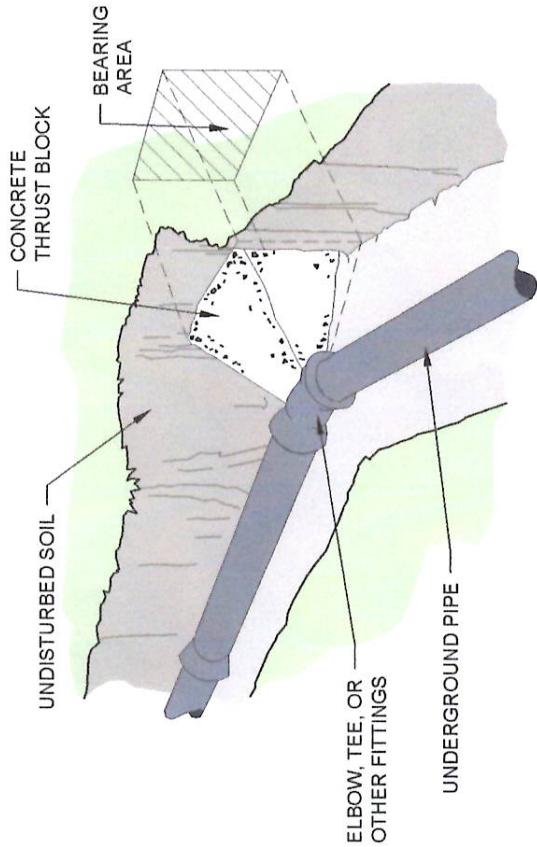 CONCRETE
THRUST BLOCK
BEARING
AREA
UNDISTURBED SOIL
ELBOW, TEE, OR
OTHER FITTINGS
UNDERGROUND PIPE